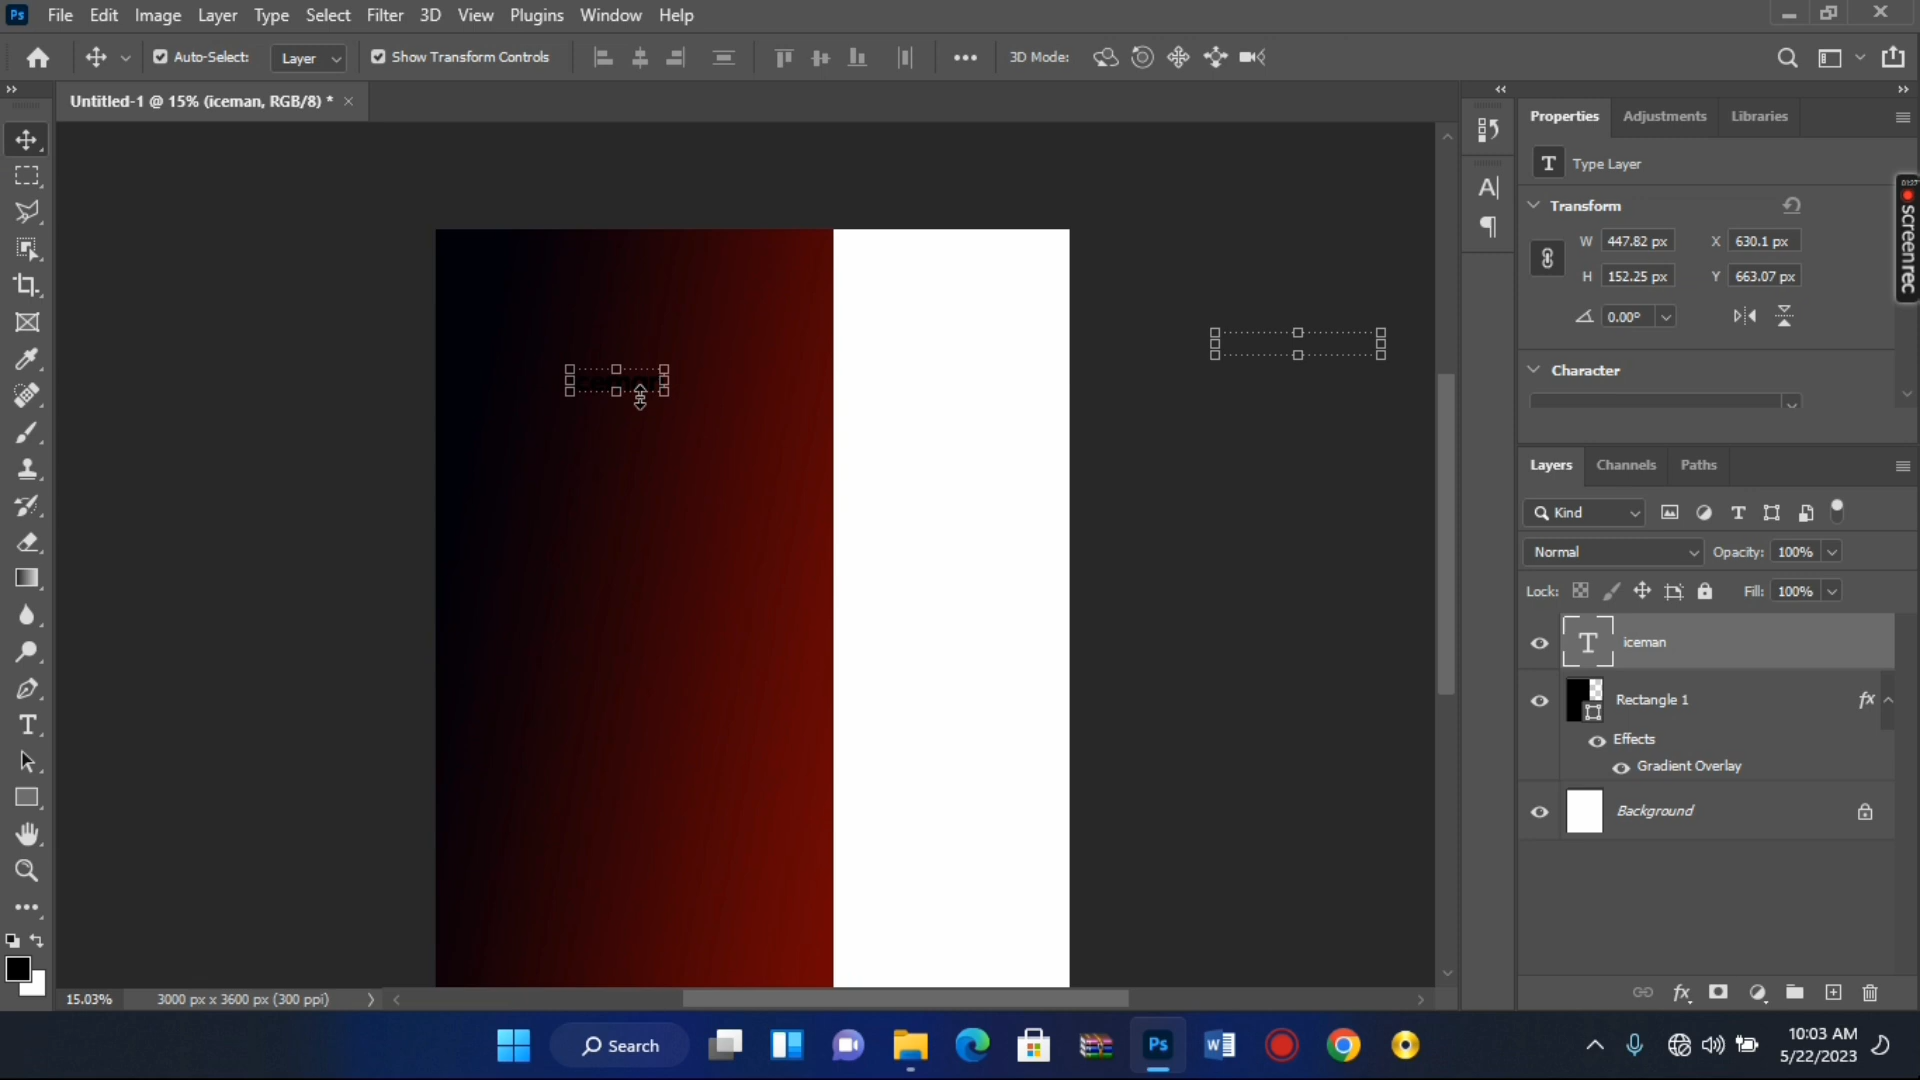 Ps File Edit Image Layer Type Select Filter 3D View Plugins Window Help
Auto-Select: Layer Show Transform Controls 3D Mode:
Untitled-1 @ 15% (iceman, RGB/8) *
Properties Adjustments Libraries
T Type Layer
Transform
W 447.82 px X 630.1 px
H 152.25 px Y 663.07 px
0.00°
Character
screenrec
Layers Channels Paths
Kind
Normal Opacity: 100%
Lock: Fill: 100%
T iceman
Rectangle 1 fx
Effects
Gradient Overlay
Background
15.03% 3000 px x 3600 px (300 ppi)
Search
Ps
10:03 AM
5/22/2023